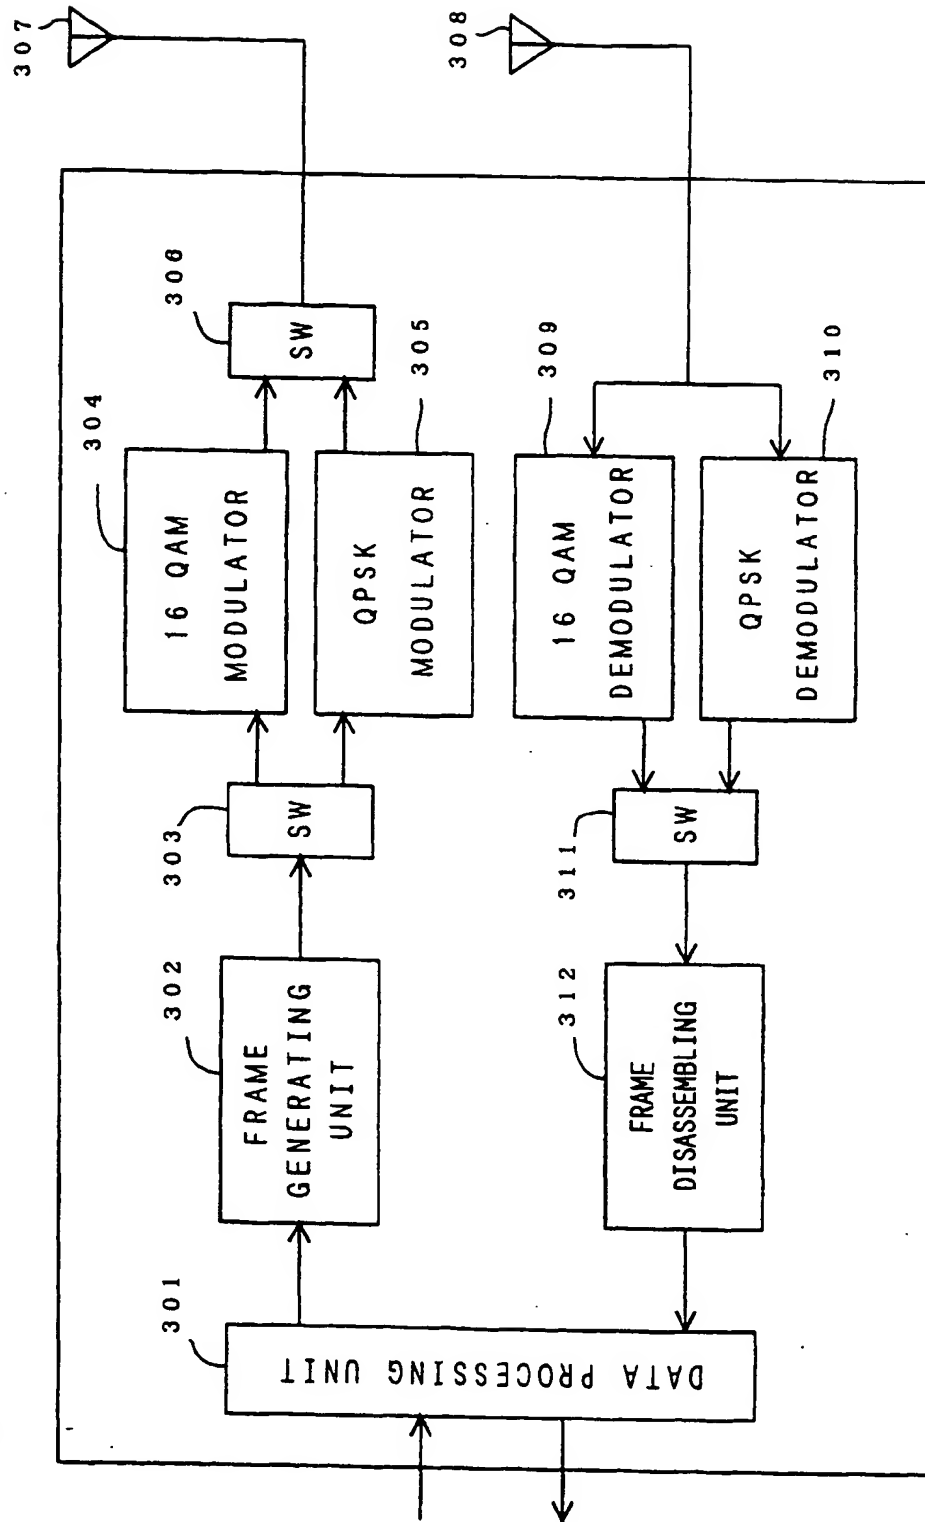 301
DATA PROCESSING UNIT
302
FRAME
GENERATING
UNIT
303
SW
304
16 QAM
MODULATOR
305
QPSK
MODULATOR
306
SW
307
308
309
16 QAM
DEMODULATOR
310
QPSK
DEMODULATOR
311
SW
312
FRAME
DISASSEMBLING
UNIT